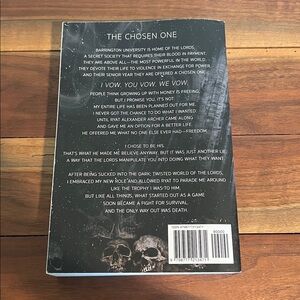 THE CHOSEN ONE
BARRINGTON UNIVERSITY IS HOME OF THE LORDS,
A SECRET SOCIETY THAT REQUIRES THEIR BLOOD IN PAYMENT.
THEY ARE ABOVE ALL—THE MOST POWERFUL IN THE WORLD.
THEY DEVOTE THEIR LIFE TO VIOLENCE IN EXCHANGE FOR POWER.
AND THEIR SENIOR YEAR THEY ARE OFFERED A CHOSEN ONE.
I VOW. YOU VOW. WE VOW.
PEOPLE THINK GROWING UP WITH MONEY IS FREEING,
BUT I PROMISE YOU, IT'S NOT.
MY ENTIRE LIFE HAS BEEN PLANNED OUT FOR ME.
I NEVER GOT THE CHANCE TO DO WHAT I WANTED
UNTIL RYAT ALEXANDER ARCHER CAME ALONG
AND GAVE ME AN OPTION FOR A BETTER LIFE.
HE OFFERED ME WHAT NO ONE ELSE EVER HAD—FREEDOM.
I CHOSE TO BE HIS.
THAT'S WHAT HE MADE ME BELIEVE ANYWAY. BUT IT WAS JUST ANOTHER LIE.
A WAY THAT THE LORDS MANIPULATE YOU INTO DOING WHAT THEY WANT.
AFTER BEING SUCKED INTO THE DARK, TWISTED WORLD OF THE LORDS,
I EMBRACED MY NEW ROLE AND ALLOWED RYAT TO PARADE ME AROUND
LIKE THE TROPHY I WAS TO HIM.
BUT LIKE ALL THINGS, WHAT STARTED OUT AS A GAME
SOON BECAME A FIGHT FOR SURVIVAL.
AND THE ONLY WAY OUT WAS DEATH.
90000